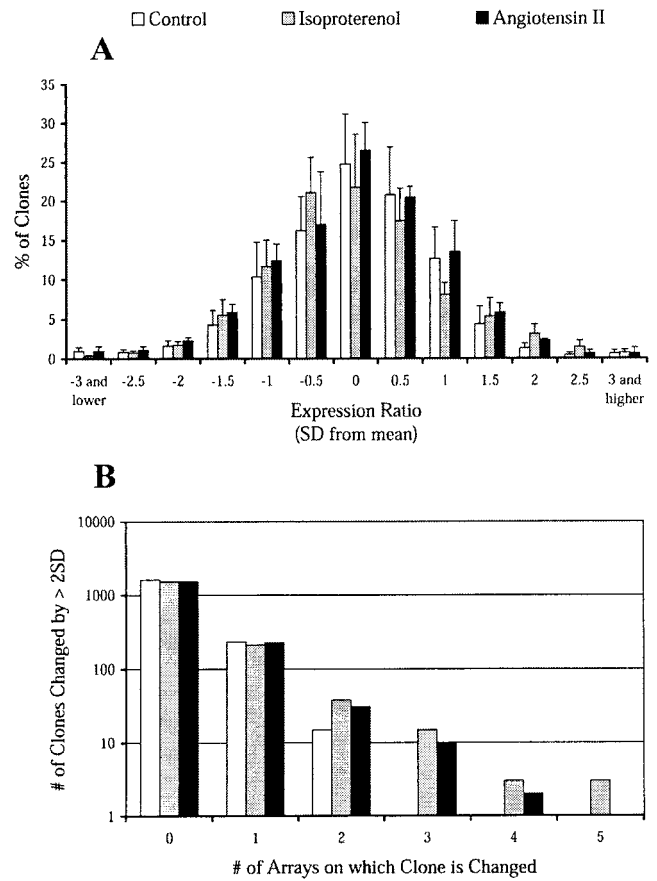 Control Isoproterenol Angiotensin II
A
35
30
25
20
15
10
5
0
% of Clones
-3 and lower -2.5 -2 -1.5 -1 -0.5 0 0.5 1 1.5 2 2.5 3 and higher
Expression Ratio
(SD from mean)
B
10000
1000
100
10
1
# of Clones Changed by > 2SD
0 1 2 3 4 5
# of Arrays on which Clone is Changed